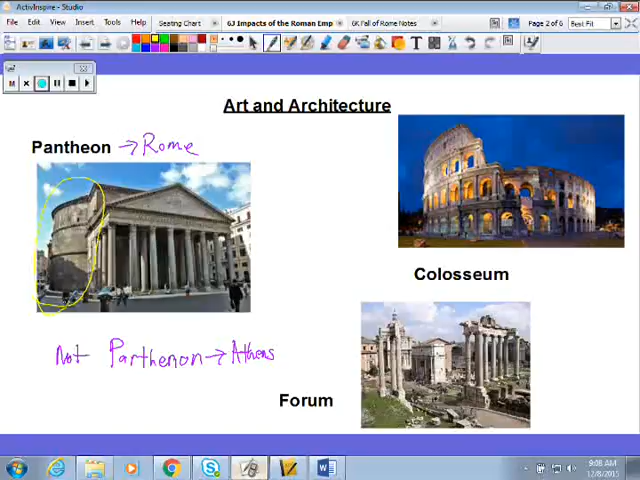 ActivInspire - Studio
File Edit View Insert Tools Help
Seating Chart
6J Impacts of the Roman Emp
6K Fall of Rome Notes
Page 2 of 6
Best Fit
Art and Architecture
Pantheon → Rome
Colosseum
Not Parthenon → Athens
Forum
9:08 AM
12/8/2015